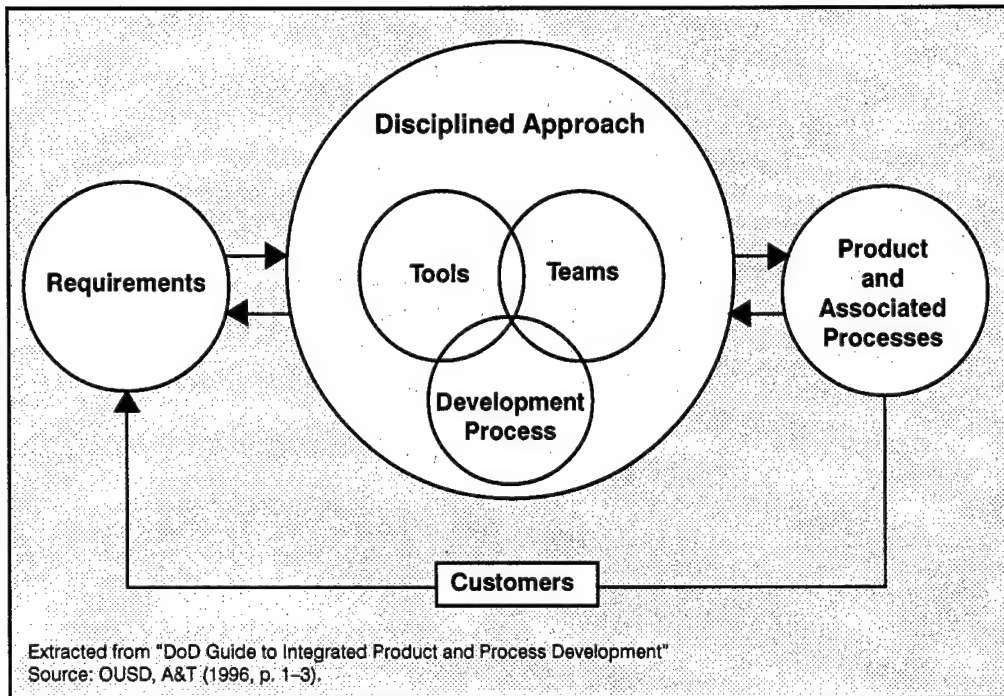 Disciplined Approach
Requirements
Tools
Teams
Development
Process
Product
and
Associated
Processes
Customers
Extracted from "DoD Guide to Integrated Product and Process Development"
Source: OUSD, A&T (1996, p. 1–3).